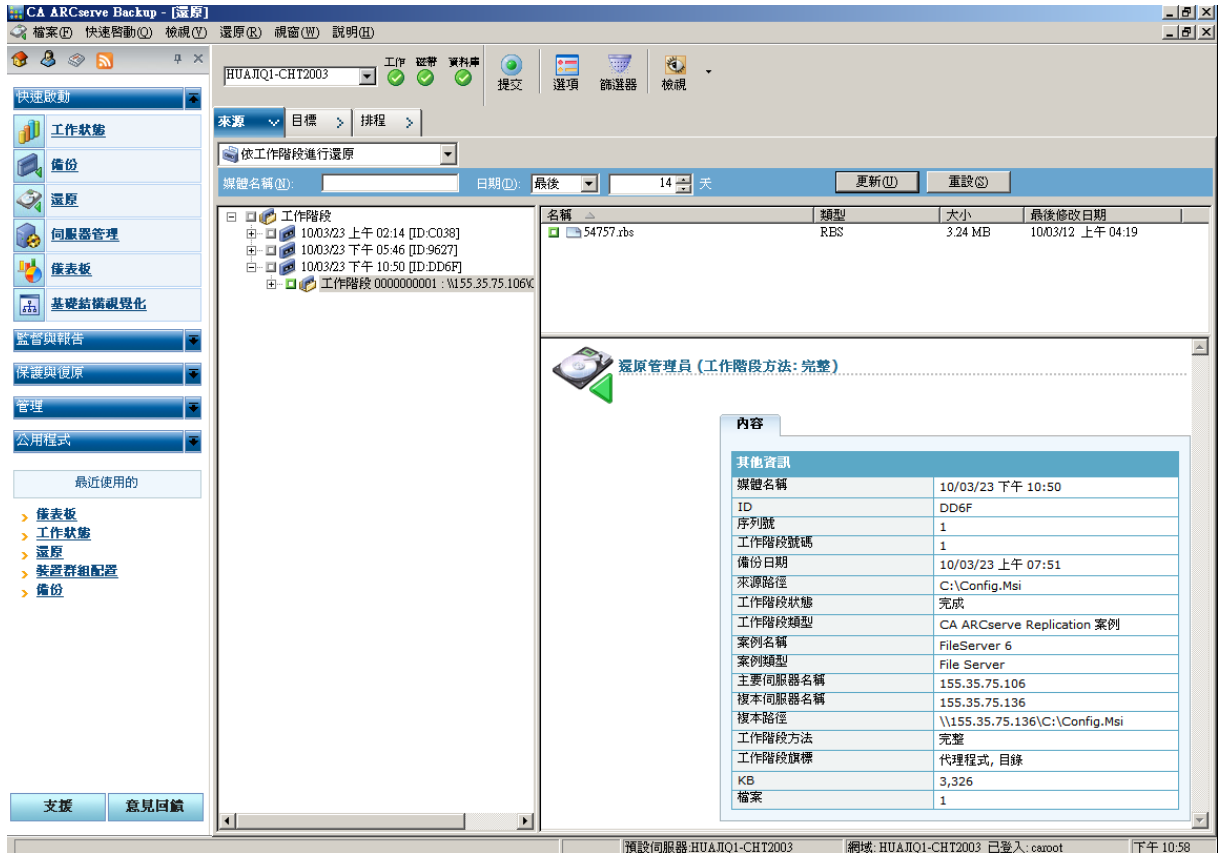 CA ARCserve Backup - [還原]
檔案(F) 快速啓動(Q) 檢視(V) 還原(R) 視窗(W) 說明(H)
HUAJIQ1-CHT2003
工作 磁帶 資料庫
提交 選項 篩選器 檢視
快速啟動
工作狀態
備份
還原
伺服器管理
儀表板
基礎結構視覺化
監督與報告
保護與復原
管理
公用程式
最近使用的
儀表板
工作狀態
還原
裝置群組配置
備份
支援 意見回饋
來源 目標 排程
依工作階段進行還原
媒體名稱(N): 日期(D): 最後 14 天 更新(U) 重設(S)
工作階段
10/03/23 上午 02:14 [ID:C038]
10/03/23 下午 05:46 [ID:9627]
10/03/23 下午 10:50 [ID:DD6F]
工作階段 0000000001 : \\155.35.75.106\C
名稱 類型 大小 最後修改日期
54757.rbs RBS 3.24 MB 10/03/12 上午 04:19
還原管理員 (工作階段方法: 完整)
內容
其他資訊
媒體名稱 10/03/23 下午 10:50
ID DD6F
序列號 1
工作階段號碼 1
備份日期 10/03/23 上午 07:51
來源路徑 C:\Config.Msi
工作階段狀態 完成
工作階段類型 CA ARCserve Replication 案例
案例名稱 FileServer 6
案例類型 File Server
主要伺服器名稱 155.35.75.106
複本伺服器名稱 155.35.75.136
複本路徑 \\155.35.75.136\C:\Config.Msi
工作階段方法 完整
工作階段旗標 代理程式, 目錄
KB 3,326
檔案 1
預設伺服器:HUAJIQ1-CHT2003 網域: HUAJIQ1-CHT2003 已登入: caroot 下午 10:58